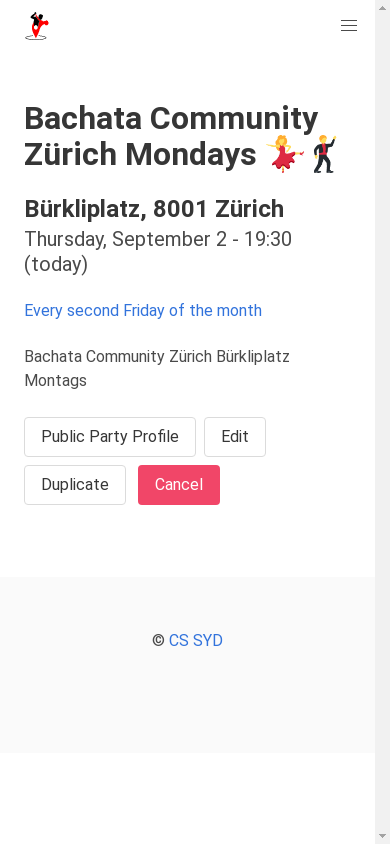 Bachata Community
Zürich Mondays 💃🕺
Bürkliplatz, 8001 Zürich
Thursday, September 2 - 19:30
(today)
Every second Friday of the month
Bachata Community Zürich Bürkliplatz
Montags
Public Party Profile
Edit
Duplicate
Cancel
© CS SYD